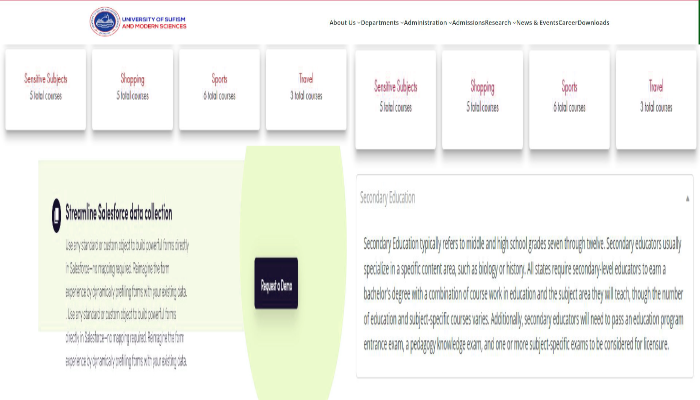 UNIVERSITY OF SUFISM
AND MODERN SCIENCES
About Us Departments Administration Admissions Research News & Events Career Downloads
Sensitive Subjects
5 total courses
Shopping
5 total courses
Sports
6 total courses
Travel
3 total courses
Sensitive Subjects
5 total courses
Shopping
5 total courses
Sports
6 total courses
Travel
3 total courses
Streamline Salesforce data collection
Use any standard or custom object to build powerful forms directly
in Salesforce–no mapping required. Reimagine the form
experience by dynamically prefilling forms with your existing data.
. Use any standard or custom object to build powerful forms
directly in Salesforce–no mapping required. Reimagine the form
experience by dynamically prefilling forms with your existing data.
Request a Demo
Secondary Education
Secondary Education typically refers to middle and high school grades seven through twelve. Secondary educators usually
specialize in a specific content area, such as biology or history. All states require secondary-level educators to earn a
bachelor's degree with a combination of course work in education and the subject area they will teach, though the number
of education and subject-specific courses varies. Additionally, secondary educators will need to pass an education program
entrance exam, a pedagogy knowledge exam, and one or more subject-specific exams to be considered for licensure.